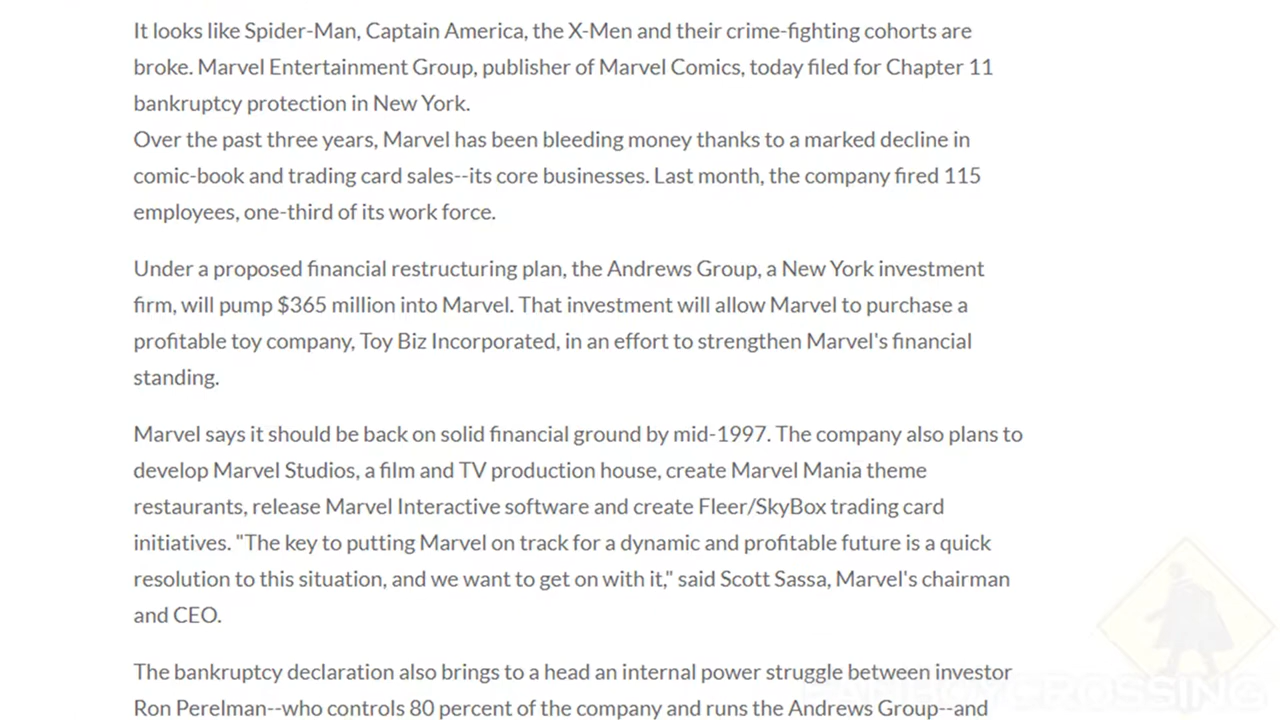 It looks like Spider-Man, Captain America, the X-Men and their crime-fighting cohorts are
broke. Marvel Entertainment Group, publisher of Marvel Comics, today filed for Chapter 11
bankruptcy protection in New York.
Over the past three years, Marvel has been bleeding money thanks to a marked decline in
comic-book and trading card sales--its core businesses. Last month, the company fired 115
employees, one-third of its work force.
Under a proposed financial restructuring plan, the Andrews Group, a New York investment
firm, will pump $365 million into Marvel. That investment will allow Marvel to purchase a
profitable toy company, Toy Biz Incorporated, in an effort to strengthen Marvel's financial
standing.
Marvel says it should be back on solid financial ground by mid-1997. The company also plans to
develop Marvel Studios, a film and TV production house, create Marvel Mania theme
restaurants, release Marvel Interactive software and create Fleer/SkyBox trading card
initiatives. "The key to putting Marvel on track for a dynamic and profitable future is a quick
resolution to this situation, and we want to get on with it," said Scott Sassa, Marvel's chairman
and CEO.
The bankruptcy declaration also brings to a head an internal power struggle between investor
Ron Perelman--who controls 80 percent of the company and runs the Andrews Group--and